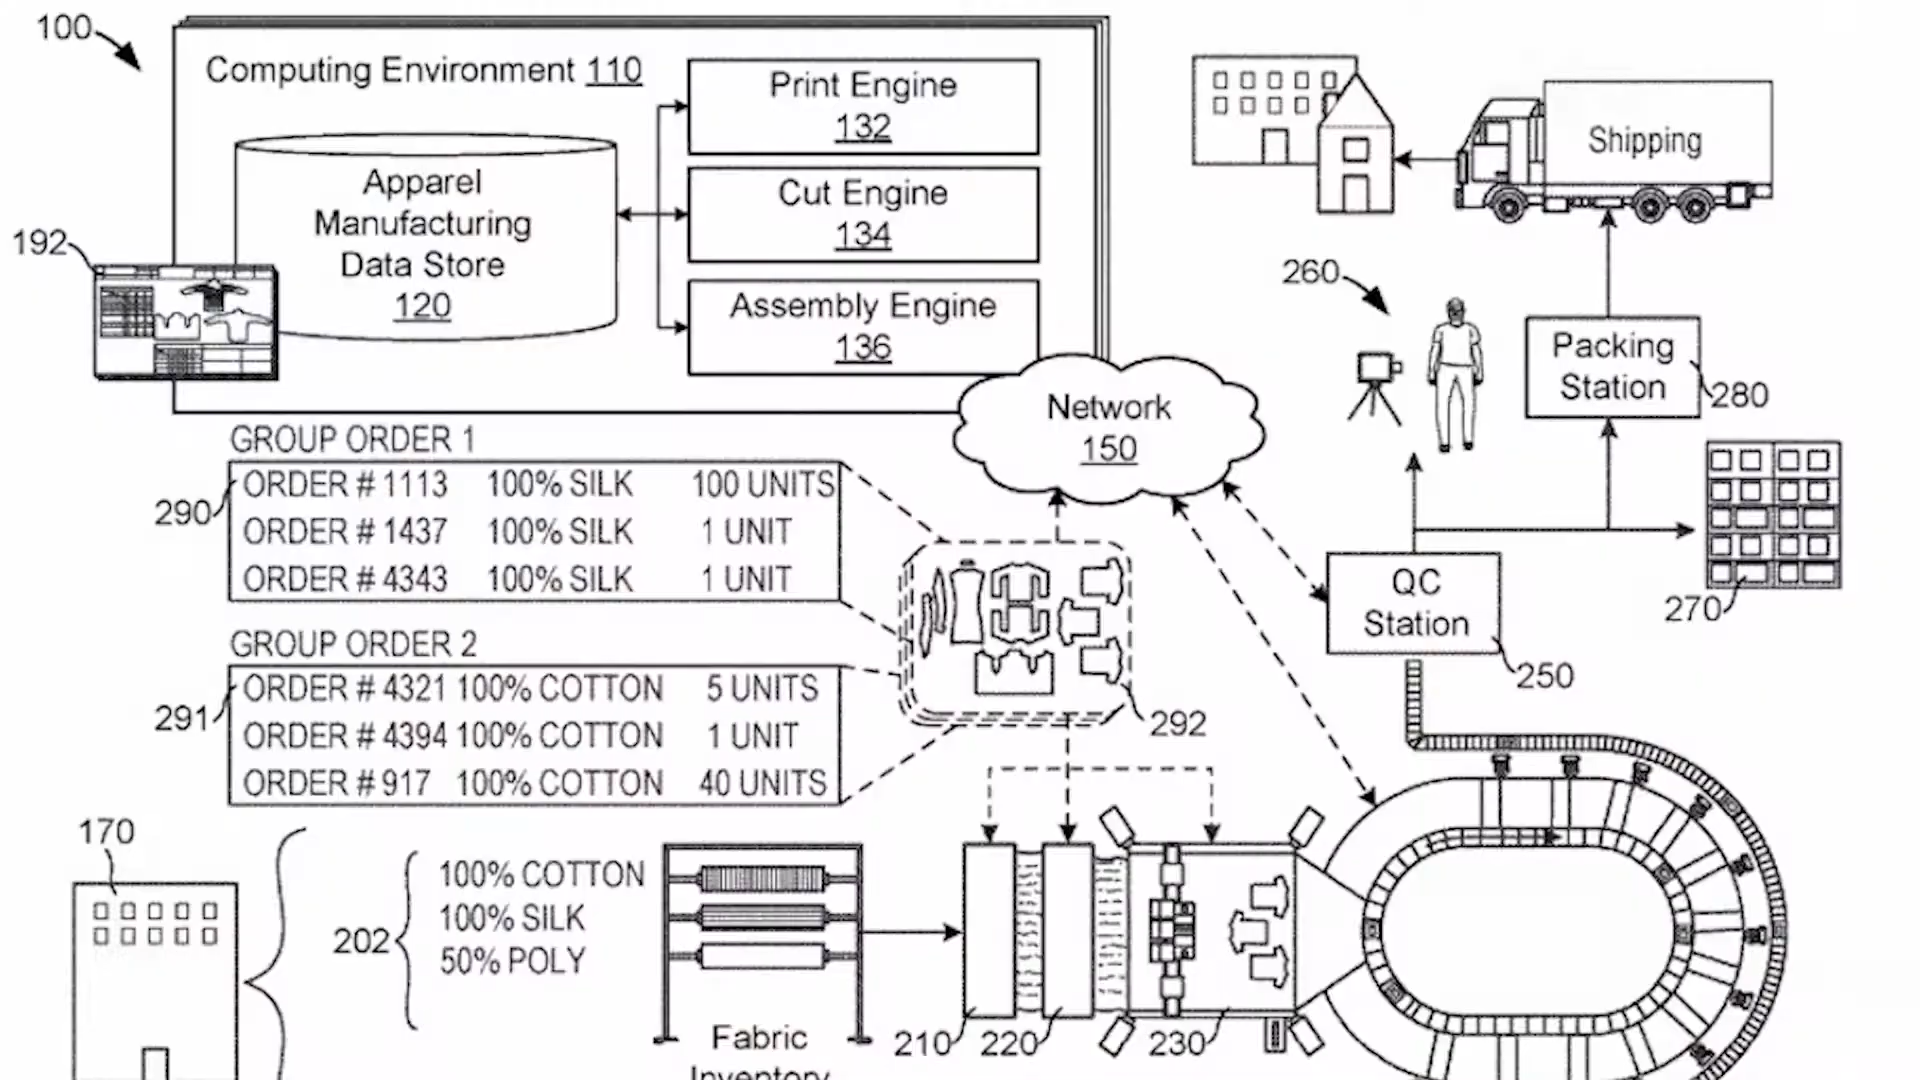 100
Computing Environment 110
Print Engine
132
Cut Engine
134
Assembly Engine
136
Apparel
Manufacturing
Data Store
120
192
Shipping
260
Packing
Station
280
Network
150
GROUP ORDER 1
290
ORDER # 1113 100% SILK 100 UNITS
ORDER # 1437 100% SILK 1 UNIT
ORDER # 4343 100% SILK 1 UNIT
GROUP ORDER 2
291
ORDER # 4321 100% COTTON 5 UNITS
ORDER # 4394 100% COTTON 1 UNIT
ORDER # 917 100% COTTON 40 UNITS
292
QC
Station
250
270
170
202
100% COTTON
100% SILK
50% POLY
Fabric
Inventory
210
220
230